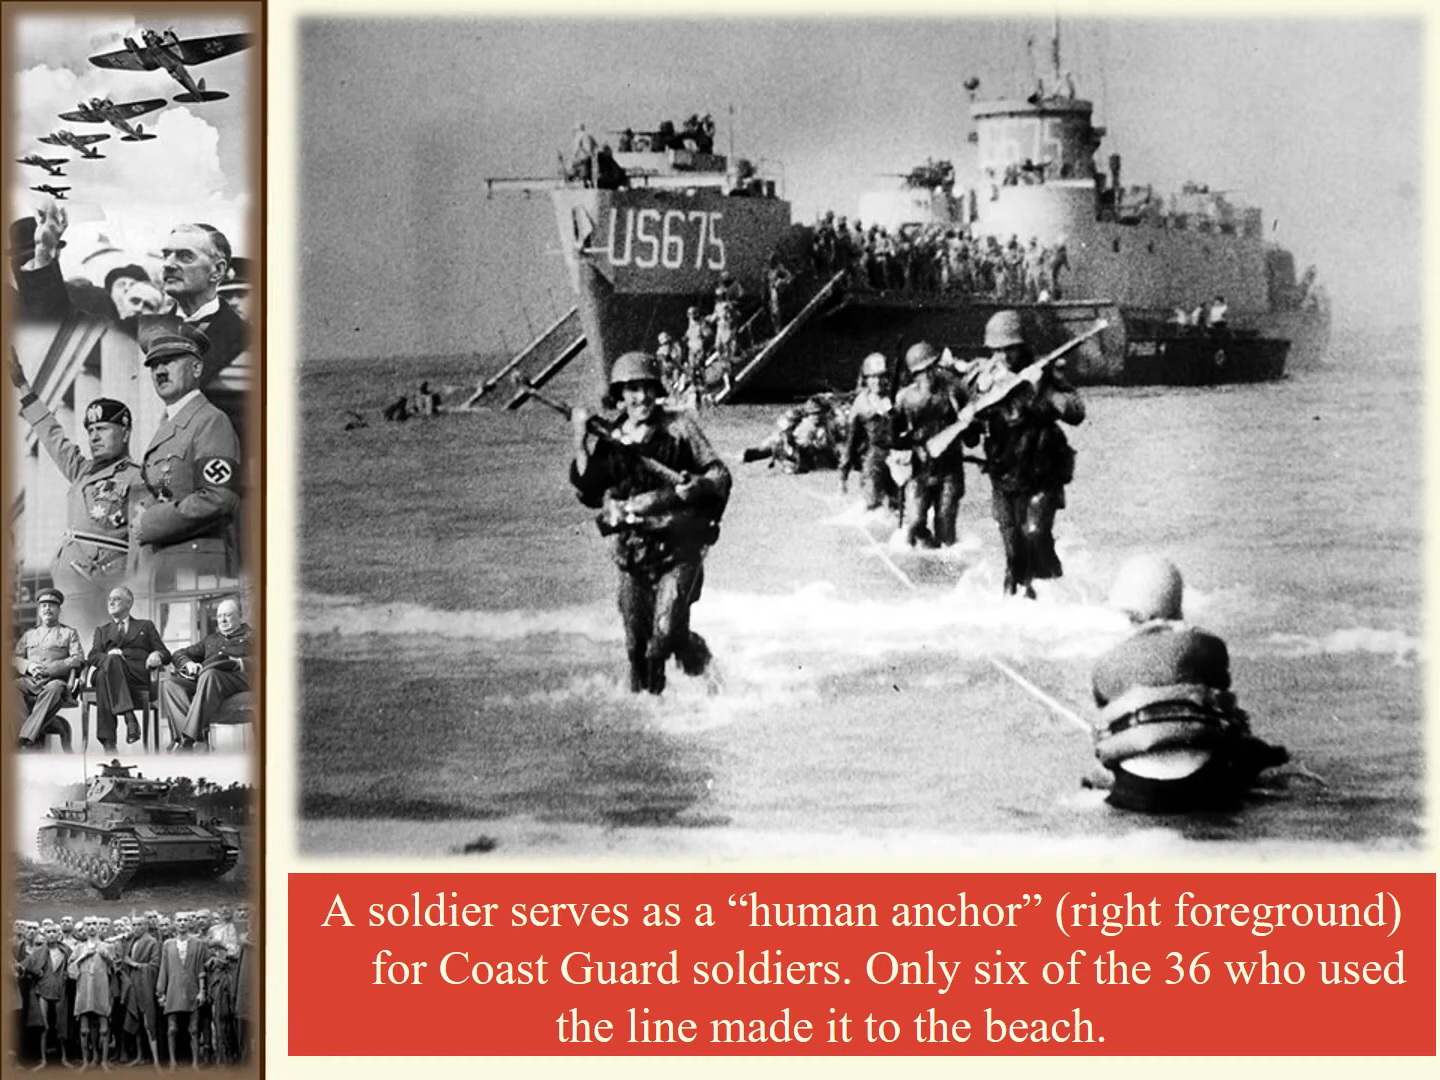 US675
A soldier serves as a “human anchor” (right foreground)
for Coast Guard soldiers. Only six of the 36 who used
the line made it to the beach.